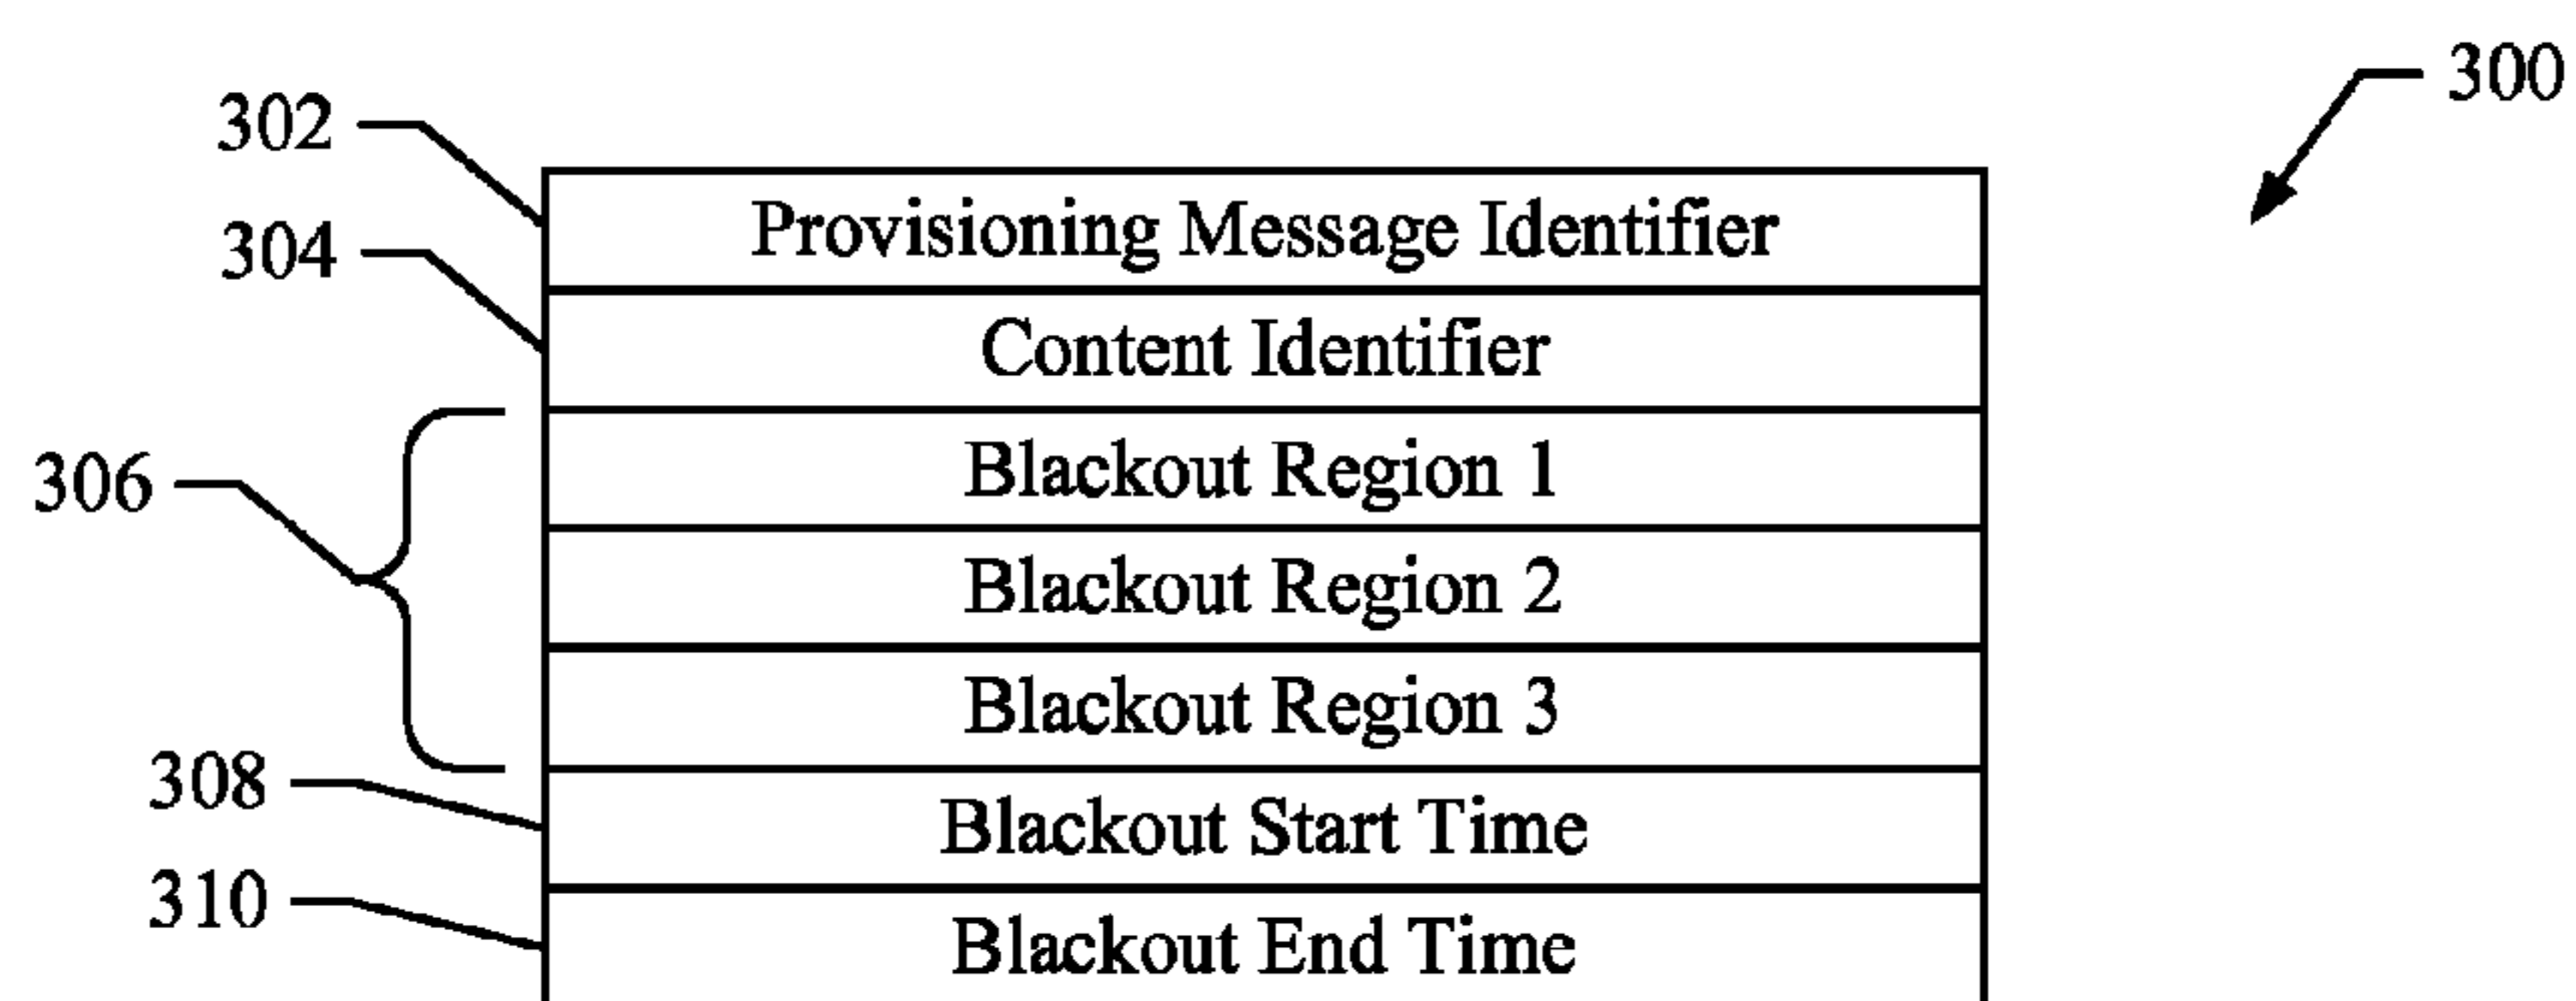 300
302
Provisioning Message Identifier
304
Content Identifier
306
Blackout Region 1
Blackout Region 2
Blackout Region 3
308
Blackout Start Time
310
Blackout End Time